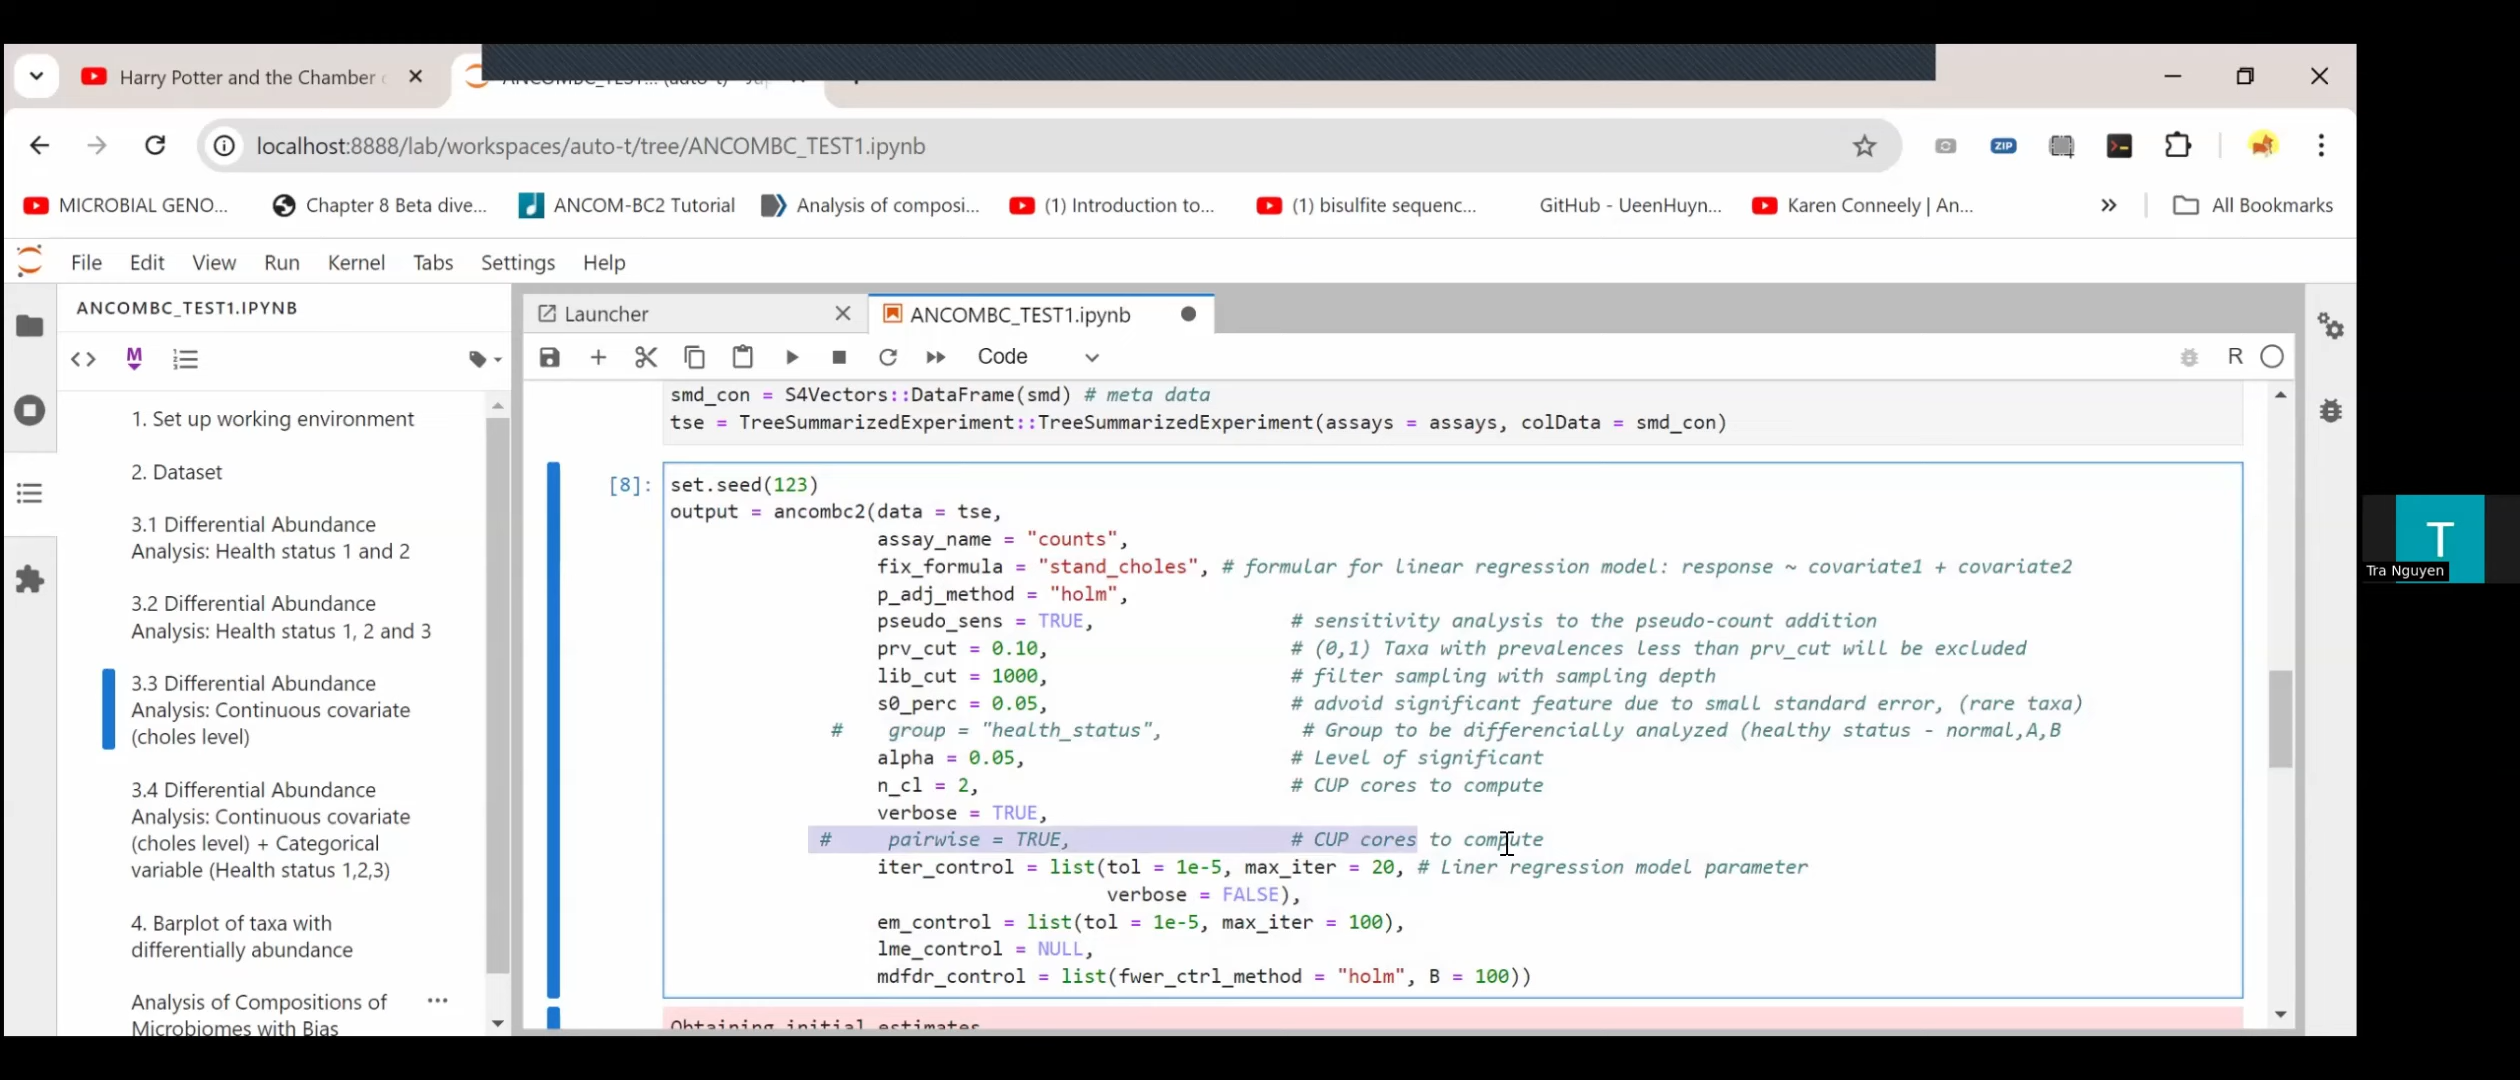 Harry Potter and the Chamber
ANCOMBC_TEST1... (auto-t) - Jup
localhost:8888/lab/workspaces/auto-t/tree/ANCOMBC_TEST1.ipynb
ZIP
MICROBIAL GENO... Chapter 8 Beta dive... ANCOM-BC2 Tutorial Analysis of composi... (1) Introduction to... (1) bisulfite sequenc... GitHub - UeenHuyn... Karen Conneely | An... » All Bookmarks
File Edit View Run Kernel Tabs Settings Help
ANCOMBC_TEST1.IPYNB
Launcher
ANCOMBC_TEST1.ipynb
M
Code
R
1. Set up working environment
2. Dataset
3.1 Differential Abundance
Analysis: Health status 1 and 2
3.2 Differential Abundance
Analysis: Health status 1, 2 and 3
3.3 Differential Abundance
Analysis: Continuous covariate
(choles level)
3.4 Differential Abundance
Analysis: Continuous covariate
(choles level) + Categorical
variable (Health status 1,2,3)
4. Barplot of taxa with
differentially abundance
Analysis of Compositions of
Microbiomes with Bias
smd_con = S4Vectors::DataFrame(smd) # meta data
tse = TreeSummarizedExperiment::TreeSummarizedExperiment(assays = assays, colData = smd_con)
[8]: set.seed(123)
output = ancombc2(data = tse,
assay_name = "counts",
fix_formula = "stand_choles", # formular for linear regression model: response ~ covariate1 + covariate2
p_adj_method = "holm",
pseudo_sens = TRUE, # sensitivity analysis to the pseudo-count addition
prv_cut = 0.10, # (0,1) Taxa with prevalences less than prv_cut will be excluded
lib_cut = 1000, # filter sampling with sampling depth
s0_perc = 0.05, # advoid significant feature due to small standard error, (rare taxa)
# group = "health_status", # Group to be differencially analyzed (healthy status - normal,A,B
alpha = 0.05, # Level of significant
n_cl = 2, # CUP cores to compute
verbose = TRUE,
# pairwise = TRUE, # CUP cores to compute
iter_control = list(tol = 1e-5, max_iter = 20, # Liner regression model parameter
verbose = FALSE),
em_control = list(tol = 1e-5, max_iter = 100),
lme_control = NULL,
mdfdr_control = list(fwer_ctrl_method = "holm", B = 100))
Obtaining initial estimates
T
Tra Nguyen